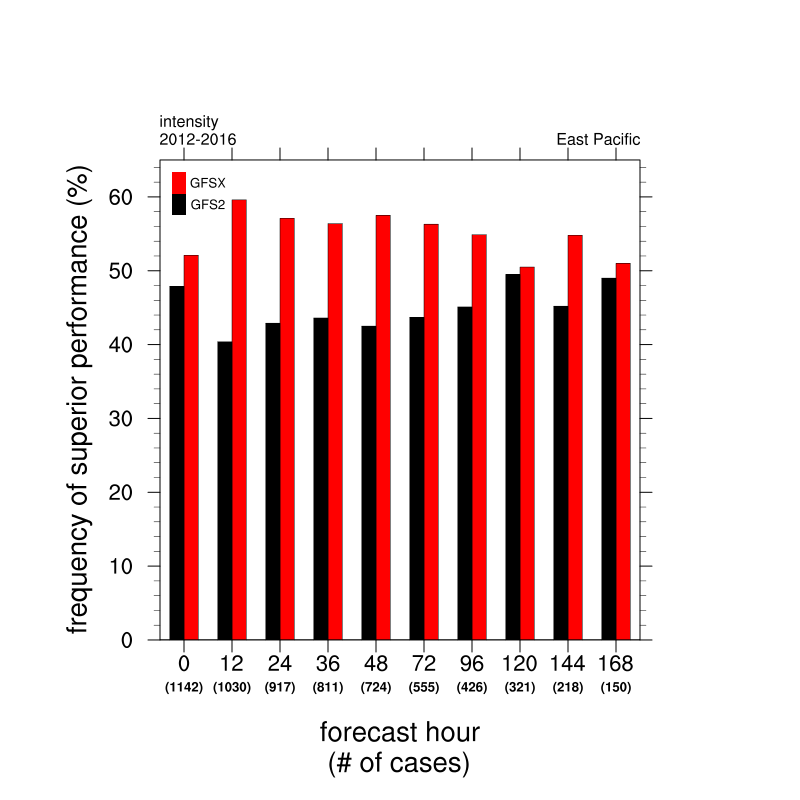 intensity
2012-2016
East Pacific
GFSX
GFS2
frequency of superior performance (%)
60
50
40
30
20
10
0
0 12 24 36 48 72 96 120 144 168
(1142) (1030) (917) (811) (724) (555) (426) (321) (218) (150)
forecast hour
(# of cases)